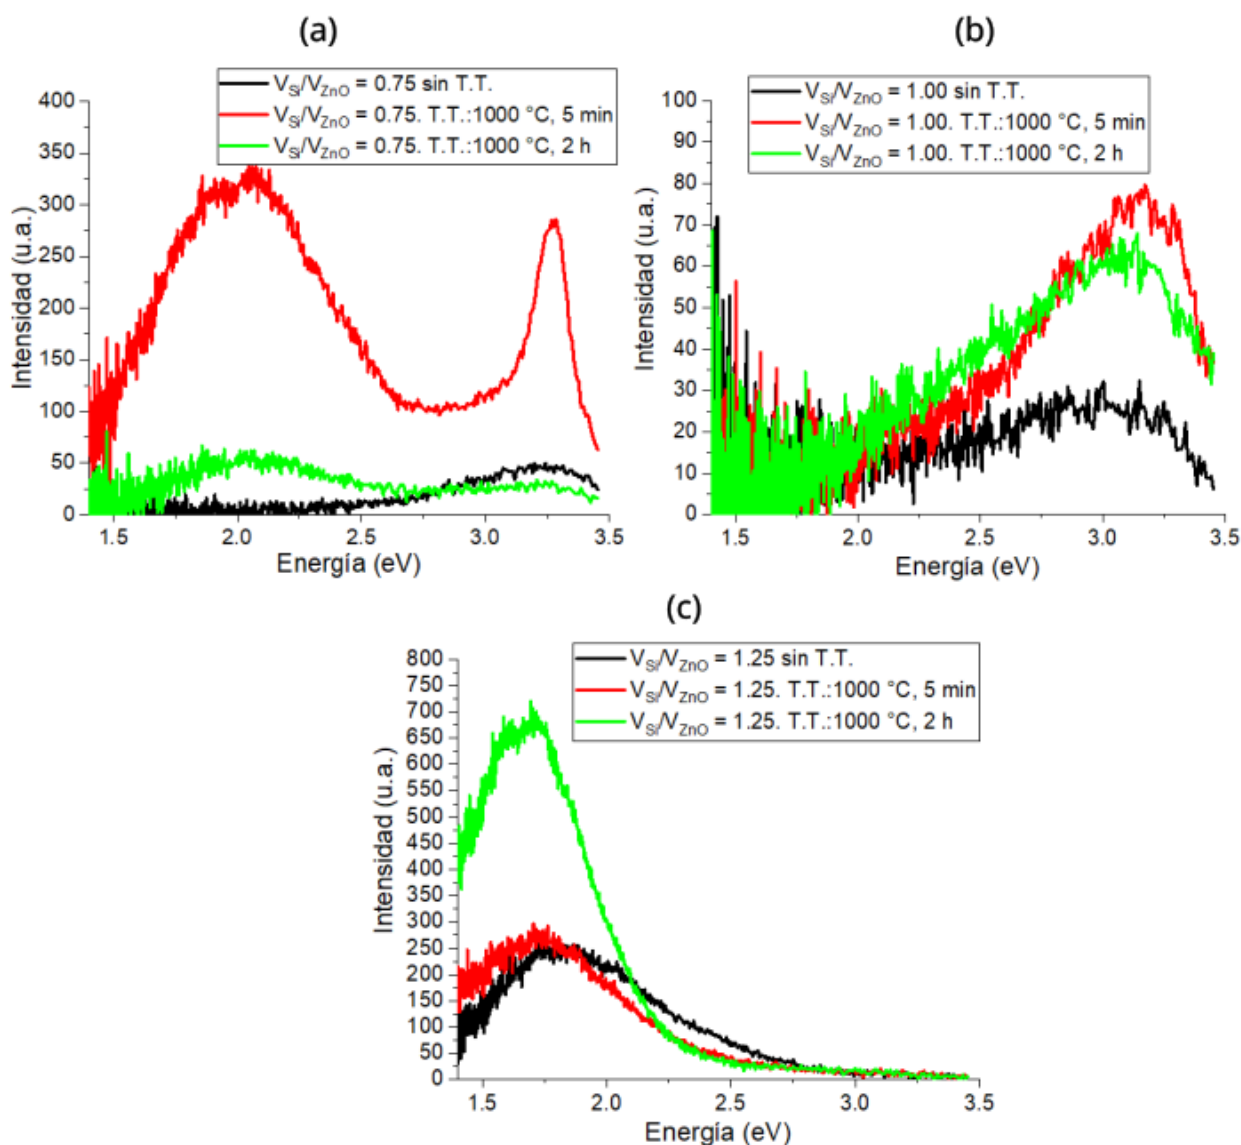 (a)
V_Si/V_ZnO = 0.75 sin T.T.
V_Si/V_ZnO = 0.75. T.T.:1000 °C, 5 min
V_Si/V_ZnO = 0.75. T.T.:1000 °C, 2 h
Intensidad (u.a.)
400
350
300
250
200
150
100
50
0
1.5 2.0 2.5 3.0 3.5
Energía (eV)
(b)
V_Si/V_ZnO = 1.00 sin T.T.
V_Si/V_ZnO = 1.00. T.T.:1000 °C, 5 min
V_Si/V_ZnO = 1.00. T.T.:1000 °C, 2 h
Intensidad (u.a.)
100
90
80
70
60
50
40
30
20
10
0
1.5 2.0 2.5 3.0 3.5
Energía (eV)
(c)
V_Si/V_ZnO = 1.25 sin T.T.
V_Si/V_ZnO = 1.25. T.T.:1000 °C, 5 min
V_Si/V_ZnO = 1.25. T.T.:1000 °C, 2 h
Intensidad (u.a.)
800
750
700
650
600
550
500
450
400
350
300
250
200
150
100
50
0
1.5 2.0 2.5 3.0 3.5
Energía (eV)